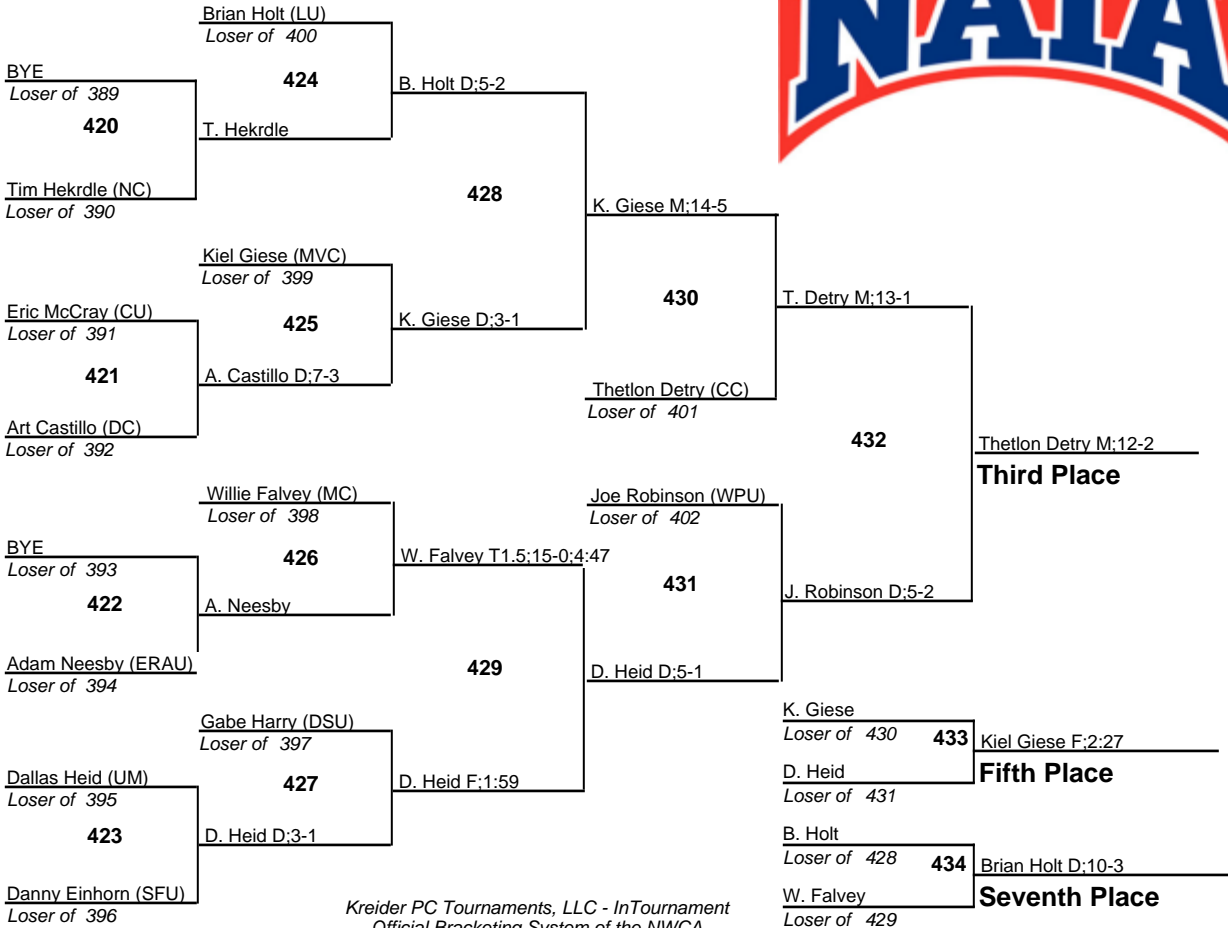 NAIA
Brian Holt (LU)
Loser of 400
BYE
Loser of 389
424
B. Holt D;5-2
420
T. Hekrdle
Tim Hekrdle (NC)
Loser of 390
428
K. Giese M;14-5
Kiel Giese (MVC)
Loser of 399
Eric McCray (CU)
Loser of 391
425
K. Giese D;3-1
430
T. Detry M;13-1
421
A. Castillo D;7-3
Thetlon Detry (CC)
Loser of 401
Art Castillo (DC)
Loser of 392
432
Thetlon Detry M;12-2
Third Place
Willie Falvey (MC)
Loser of 398
Joe Robinson (WPU)
Loser of 402
BYE
Loser of 393
426
W. Falvey T1.5;15-0;4:47
431
J. Robinson D;5-2
422
A. Neesby
Adam Neesby (ERAU)
Loser of 394
429
D. Heid D;5-1
Gabe Harry (DSU)
Loser of 397
K. Giese
Loser of 430
433
Kiel Giese F;2:27
Fifth Place
Dallas Heid (UM)
Loser of 395
427
D. Heid F;1:59
D. Heid
Loser of 431
423
D. Heid D;3-1
B. Holt
Loser of 428
434
Brian Holt D;10-3
Seventh Place
Danny Einhorn (SFU)
Loser of 396
W. Falvey
Loser of 429
Kreider PC Tournaments, LLC - InTournament
Official Bracketing System of the NWCA